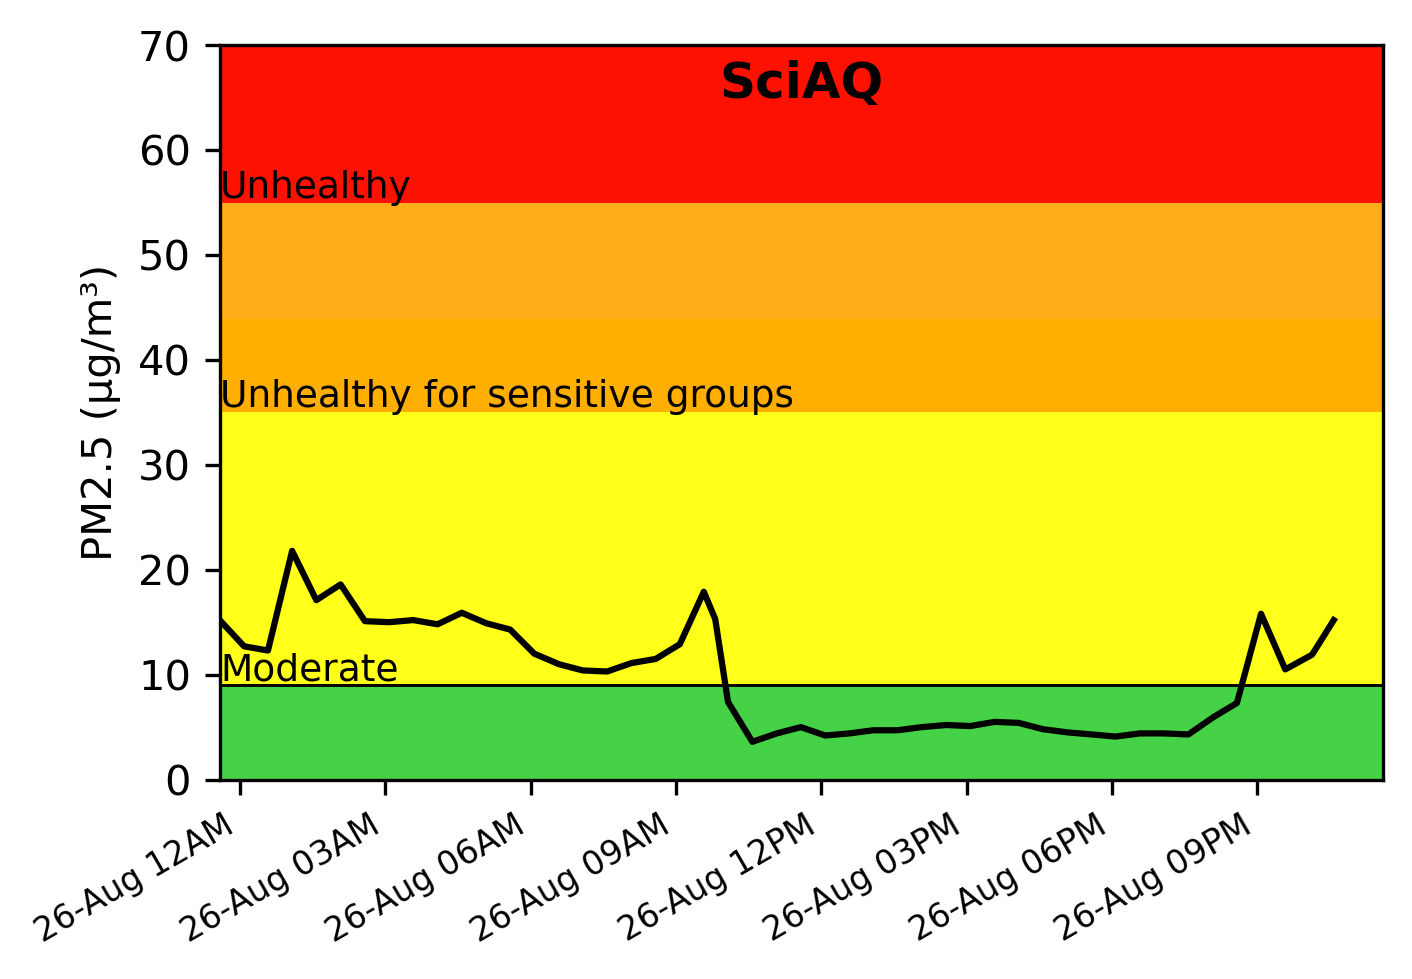 SciAQ
PM2.5 (µg/m³)
70
60
Unhealthy
50
40
Unhealthy for sensitive groups
30
20
10
Moderate
0
26-Aug 12AM
26-Aug 03AM
26-Aug 06AM
26-Aug 09AM
26-Aug 12PM
26-Aug 03PM
26-Aug 06PM
26-Aug 09PM